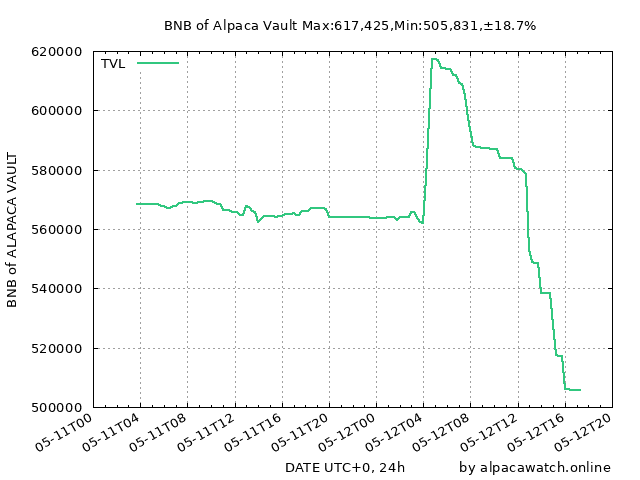 BNB of Alpaca Vault Max:617,425,Min:505,831,±18.7%
TVL
620000
600000
580000
560000
540000
520000
500000
BNB of ALAPACA VAULT
05-11T00
05-11T04
05-11T08
05-11T12
05-11T16
05-11T20
05-12T00
05-12T04
05-12T08
05-12T12
05-12T16
05-12T20
DATE UTC+0, 24h
by alpacawatch.online